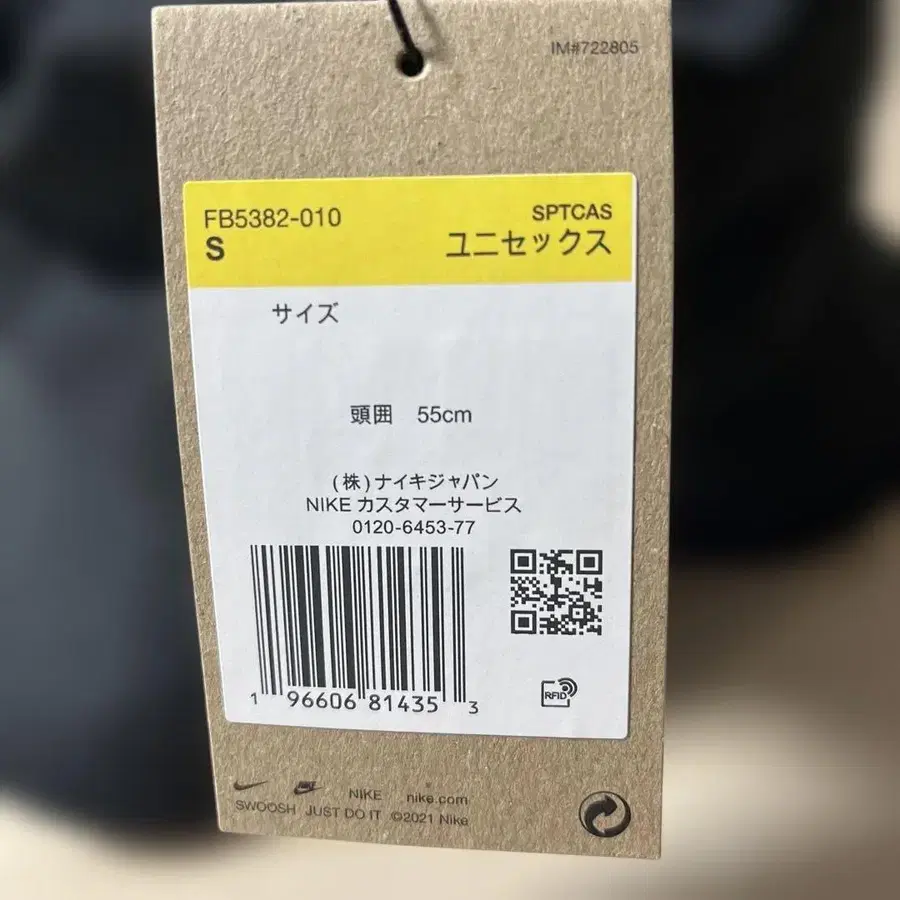 IM#722805
FB5382-010
SPTCAS
S
ユニセックス
サイズ
頭囲 55cm
(株)ナイキジャパン
NIKE カスタマーサービス
0120-6453-77
1 96606 81435 3
RFID
NIKE nike.com
SWOOSH JUST DO IT ©2021 Nike